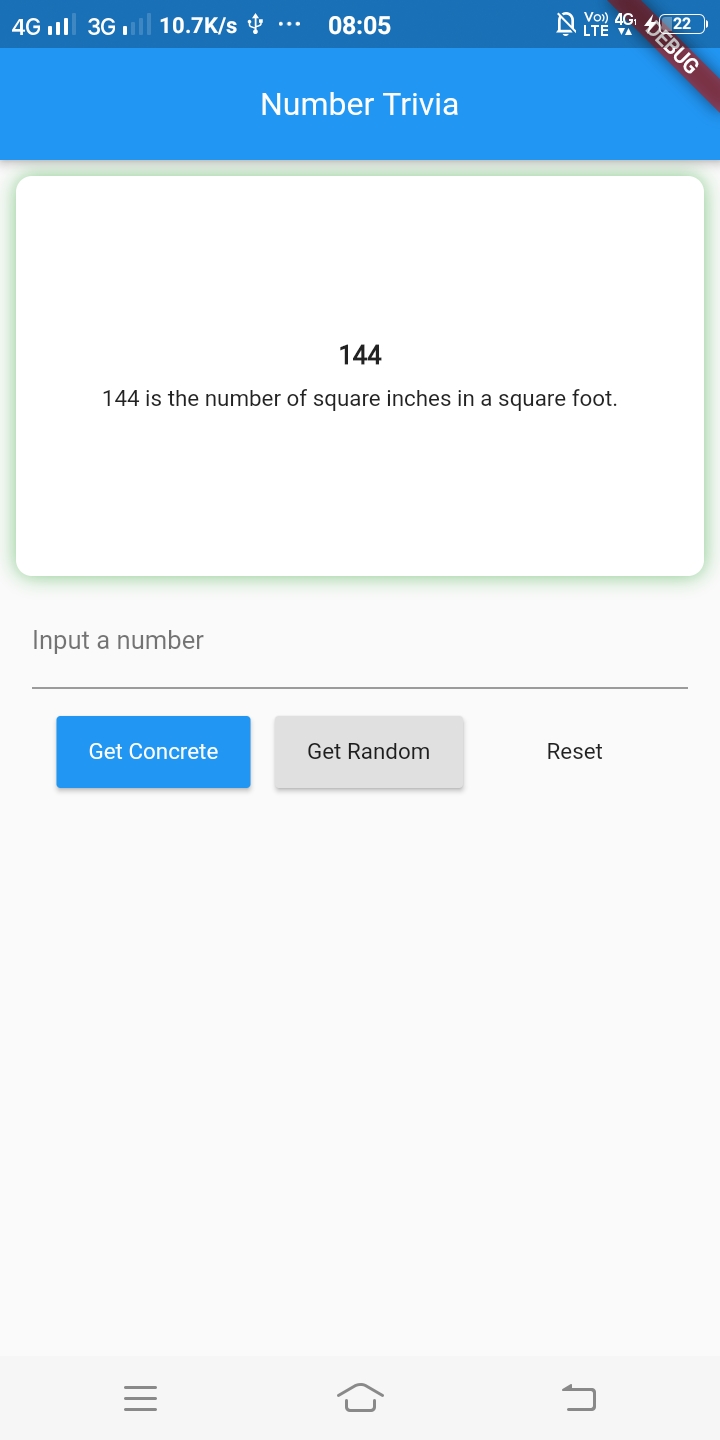 4G 3G 10.7K/s ... 08:05 VoI) LTE 4G 22
DEBUG
Number Trivia
144
144 is the number of square inches in a square foot.
Input a number
Get Concrete Get Random Reset